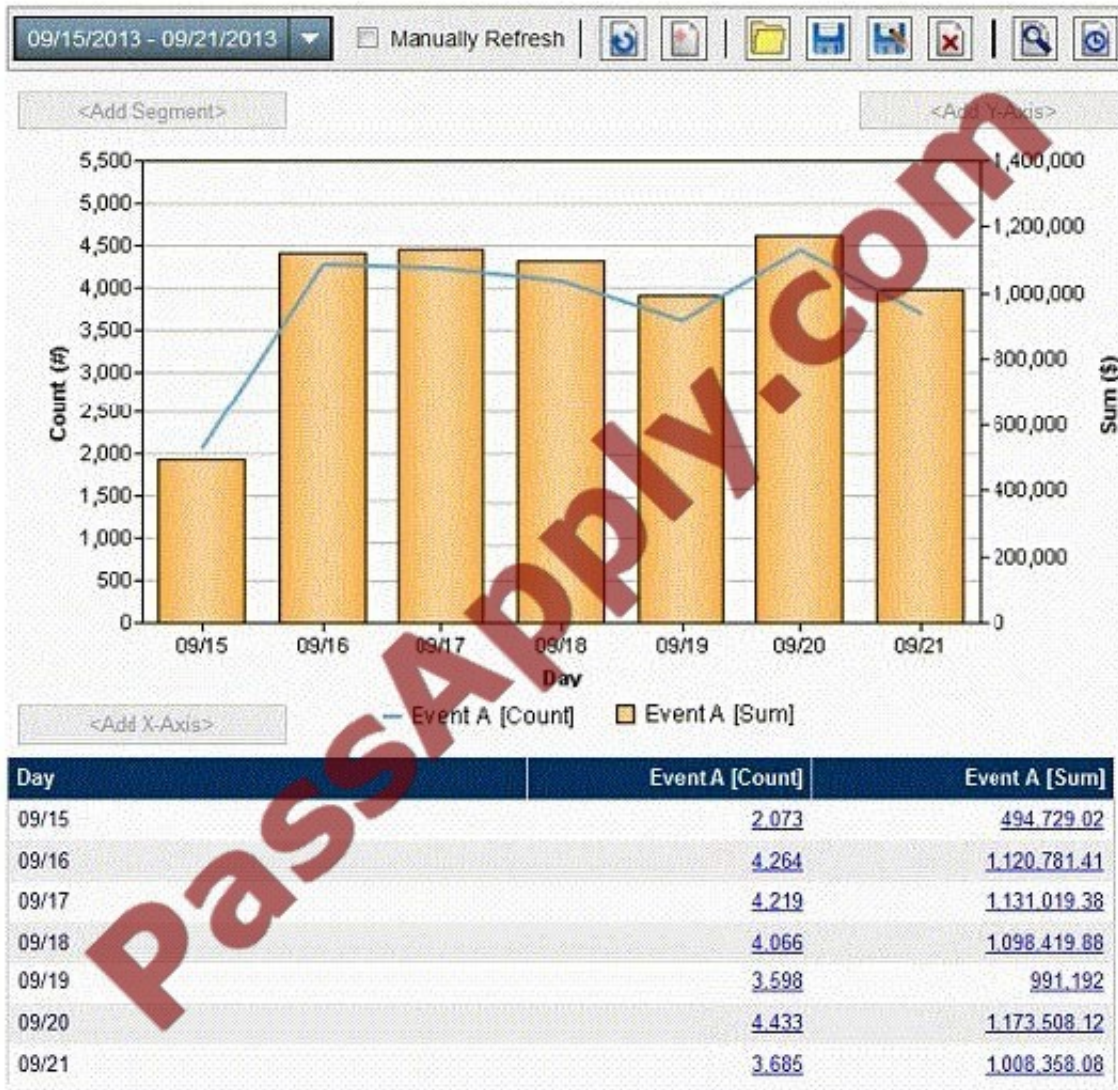 09/15/2013 - 09/21/2013 Manually Refresh
<Add Segment> <Add Y-Axis>
5,500 1,400,000
5,000
1,200,000
4,500
4,000 1,000,000
3,500
800,000
3,000
2,500 600,000
2,000
400,000
1,500
1,000
200,000
500
0 0
Count (#)
Sum ($)
09/15 09/16 09/17 09/18 09/19 09/20 09/21
Day
<Add X-Axis> Event A [Count] Event A [Sum]
Day Event A [Count] Event A [Sum]
09/15 2,073 494,729.02
09/16 4,264 1,120,781.41
09/17 4,219 1,131,019.38
09/18 4,066 1,098,419.88
09/19 3,598 991,192
09/20 4,433 1,173,508.12
09/21 3,685 1,008,358.08
PassApply.com